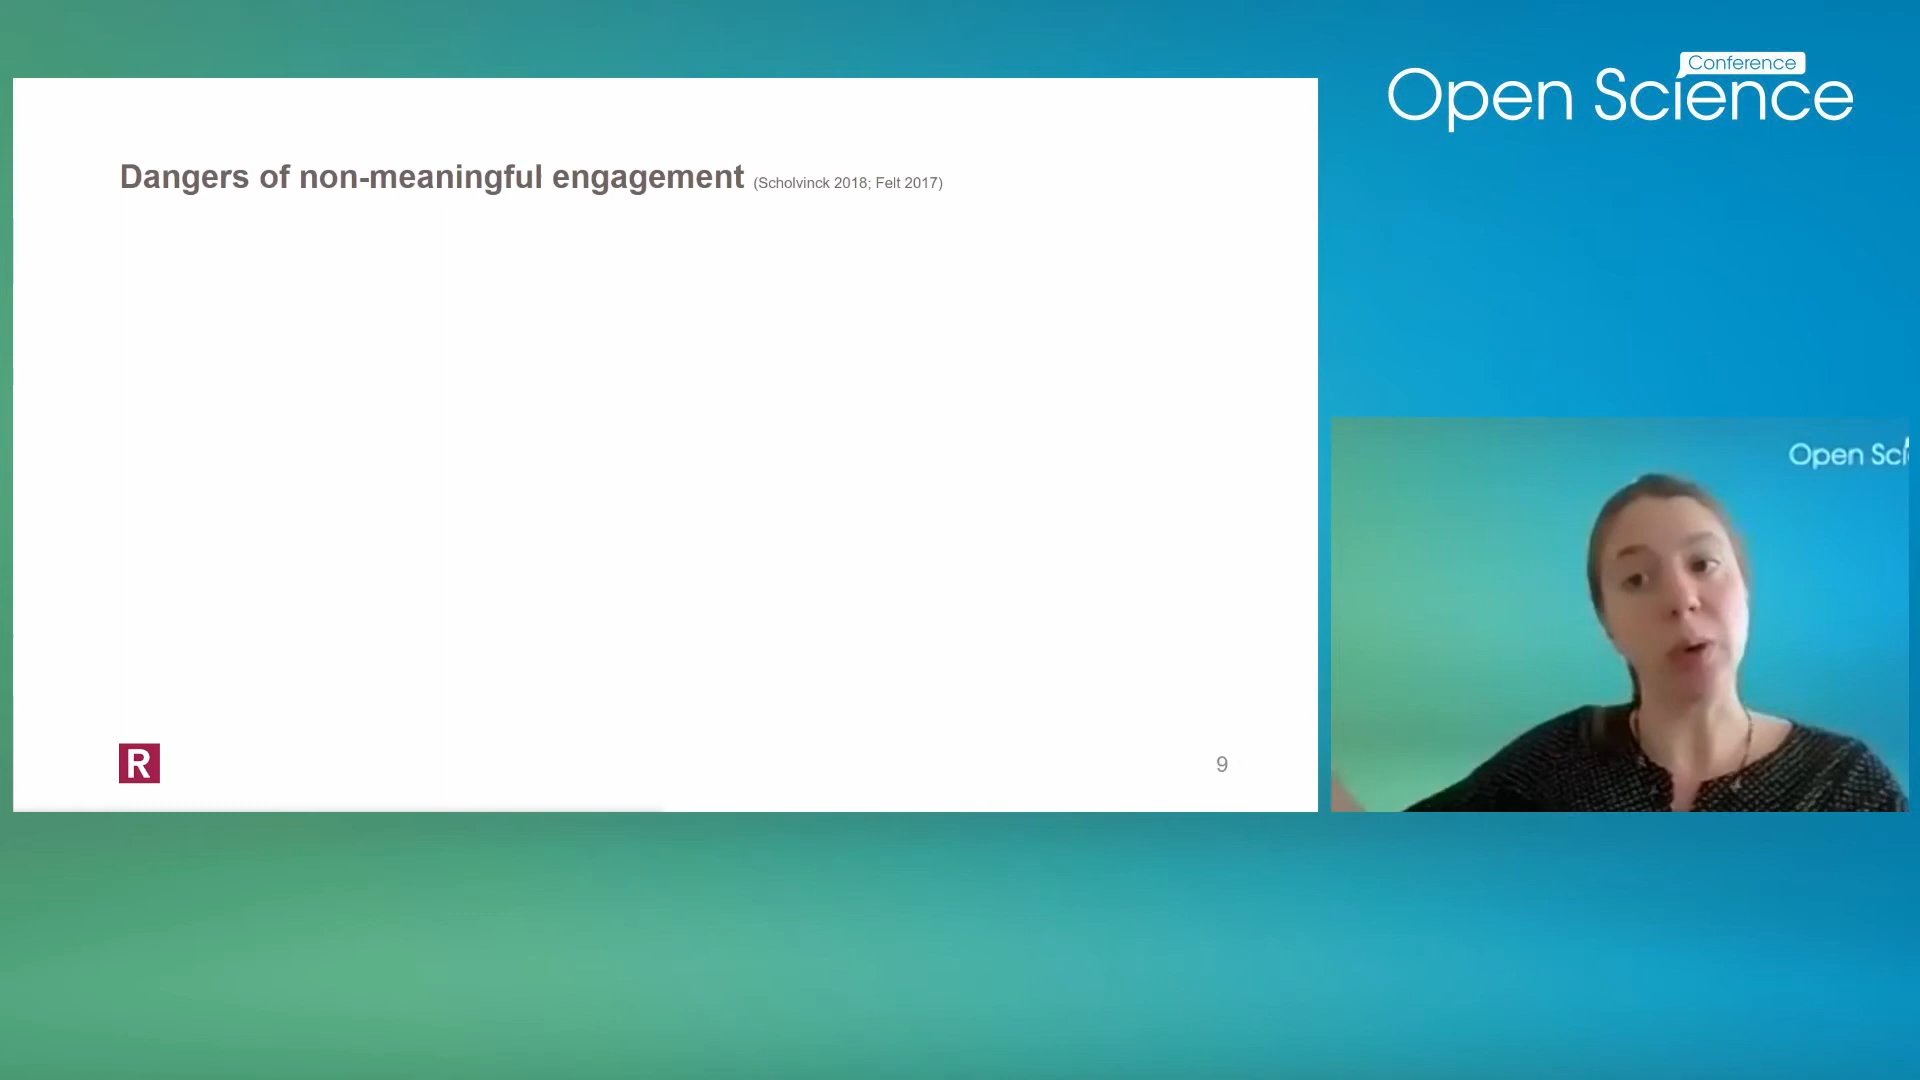 Conference
Open Science
Dangers of non-meaningful engagement (Scholvinck 2018; Felt 2017)
Open Sci
R
9